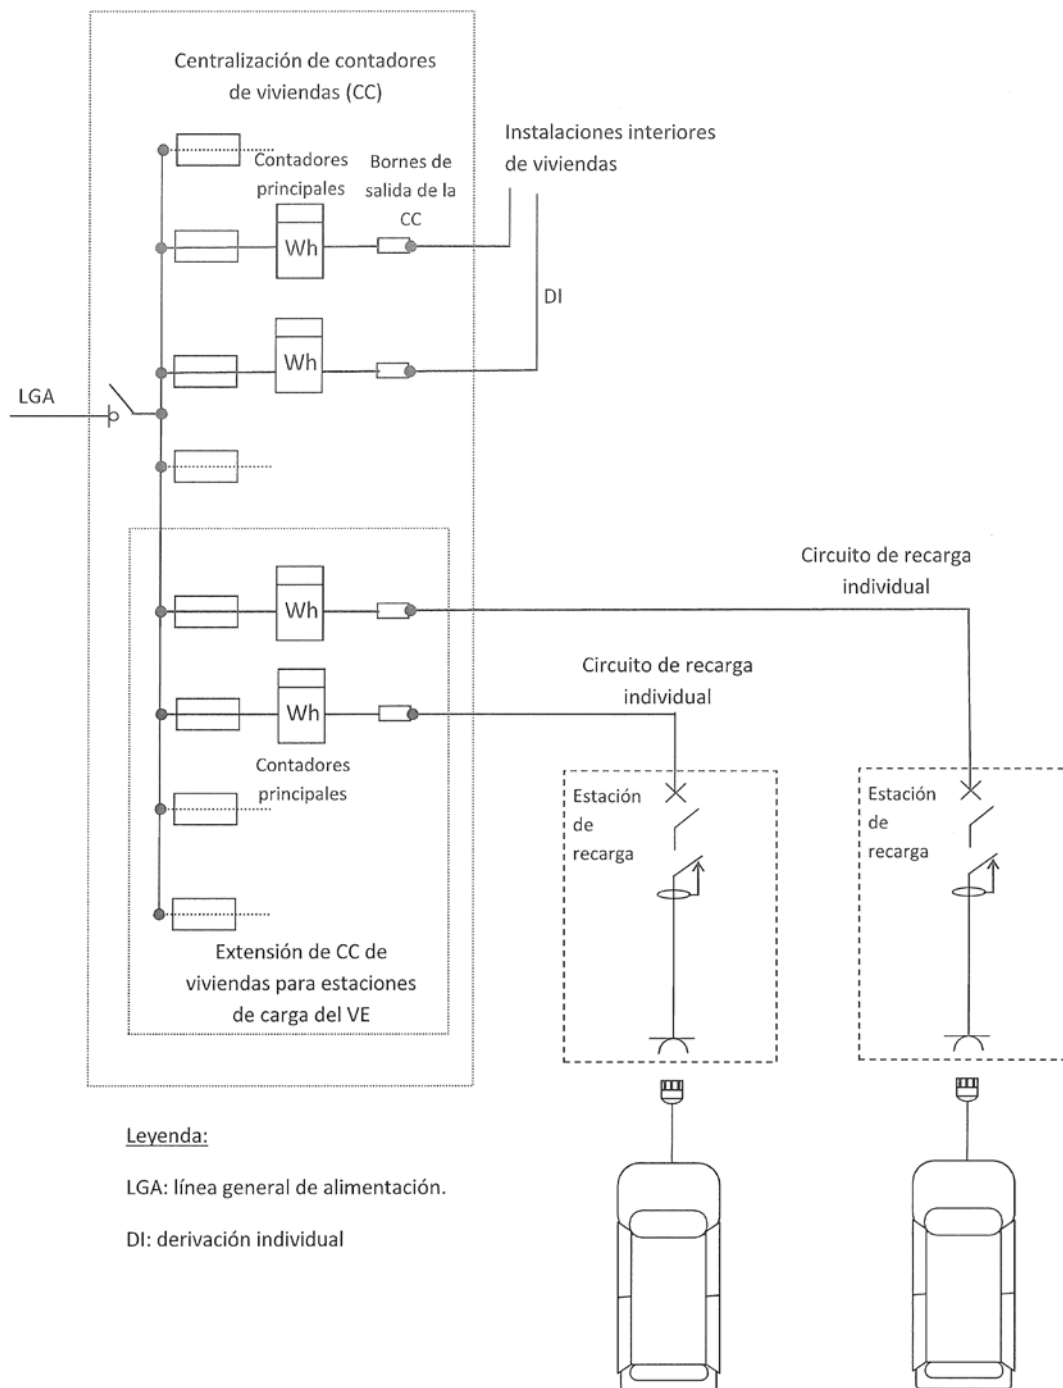 Centralización de contadores
de viviendas (CC)
Instalaciones interiores
de viviendas
Contadores
principales
Bornes de
salida de la
CC
Wh
DI
Wh
LGA
Circuito de recarga
individual
Wh
Circuito de recarga
individual
Wh
Contadores
principales
Estación
de
recarga
Estación
de
recarga
Extensión de CC de
viviendas para estaciones
de carga del VE
Leyenda:
LGA: línea general de alimentación.
DI: derivación individual